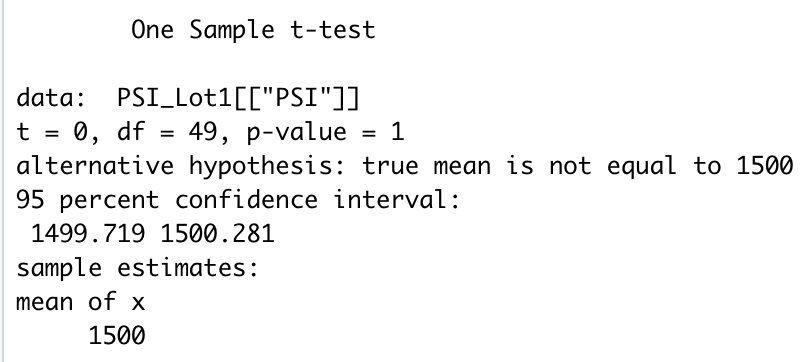 One Sample t-test
data:  PSI_Lot1[["PSI"]]
t = 0, df = 49, p-value = 1
alternative hypothesis: true mean is not equal to 1500
95 percent confidence interval:
1499.719 1500.281
sample estimates:
mean of x
1500